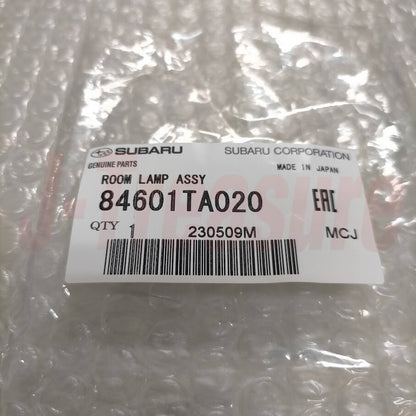 SUBARU SUBARU CORPORATION
GENUINE PARTS MADE IN JAPAN
ROOM LAMP ASSY
84601TA020 EAC
QTY 1 230509M MCJ